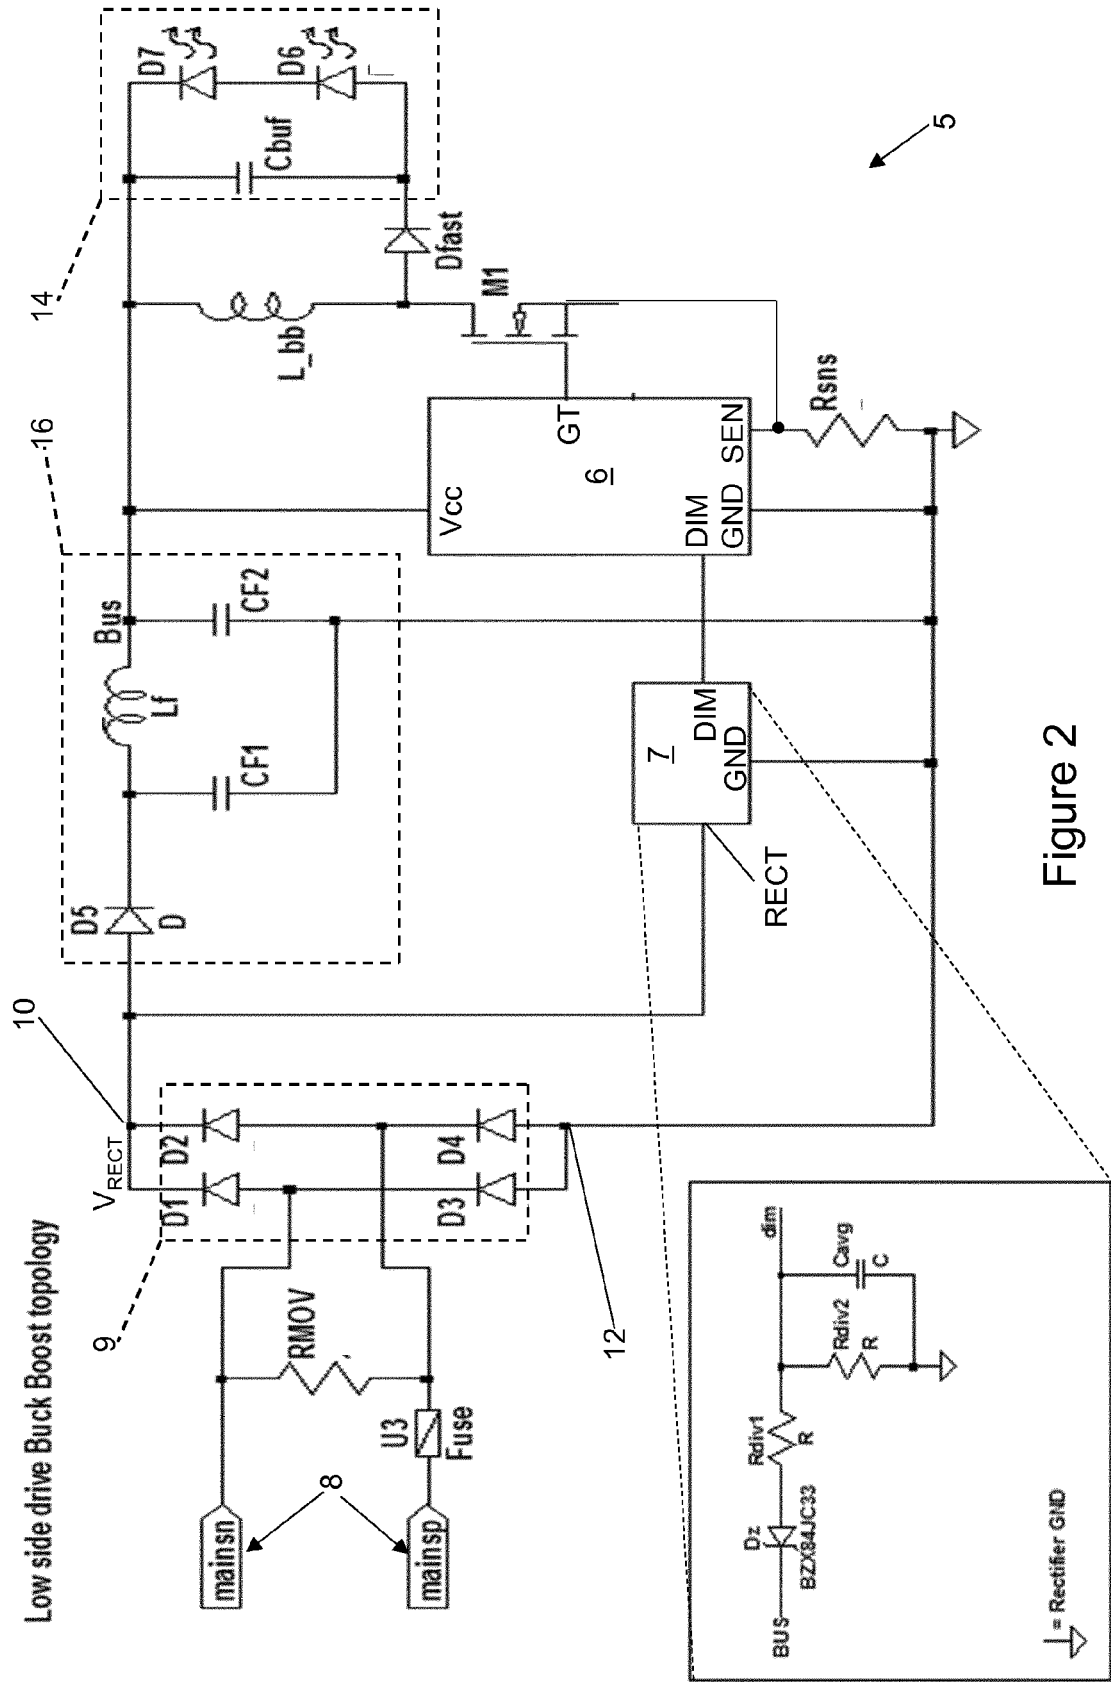 Low side drive Buck Boost topology
mainsn
mainsp
8
U3
Fuse
RMOV
9
VRECT
10
D1
D2
D3
D4
12
D5
D
16
CF1
Lf
Bus
CF2
7
DIM
GND
RECT
Vcc
GT
6
DIM
GND
SEN
Rsns
14
L_bb
M1
Dfast
Cbuf
D7
D6
5
BUS
Dz
BZX84JC33
Rdiv1
R
Rdiv2
R
Cavg
C
dim
= Rectifier GND
Figure 2